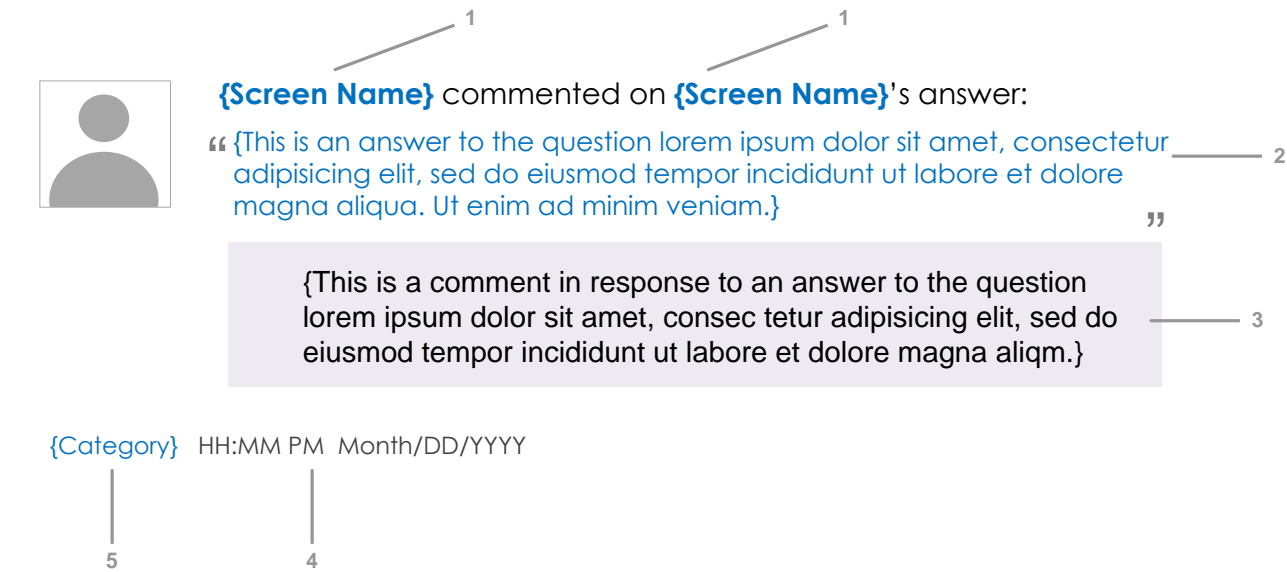 1 1
{Screen Name} commented on {Screen Name}’s answer:
“ {This is an answer to the question lorem ipsum dolor sit amet, consectetur 2
adipisicing elit, sed do eiusmod tempor incididunt ut labore et dolore
magna aliqua. Ut enim ad minim veniam.} ”
{This is a comment in response to an answer to the question
lorem ipsum dolor sit amet, consec tetur adipisicing elit, sed do 3
eiusmod tempor incididunt ut labore et dolore magna aliqm.}
{Category} HH:MM PM Month/DD/YYYY
5 4